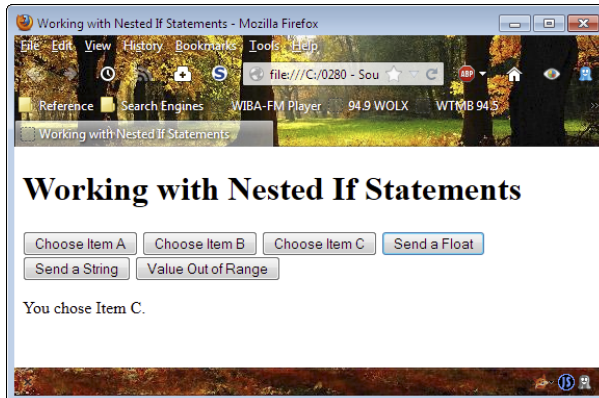 Working with Nested If Statements - Mozilla Firefox
File Edit View History Bookmarks Tools Help
S file:///C:/0280 - Sou ABP
Reference Search Engines WIBA-FM Player 94.9 WOLX WTMB 94.5 »
Working with Nested If Statements
Working with Nested If Statements
Choose Item A Choose Item B Choose Item C Send a Float
Send a String Value Out of Range
You chose Item C.
JS